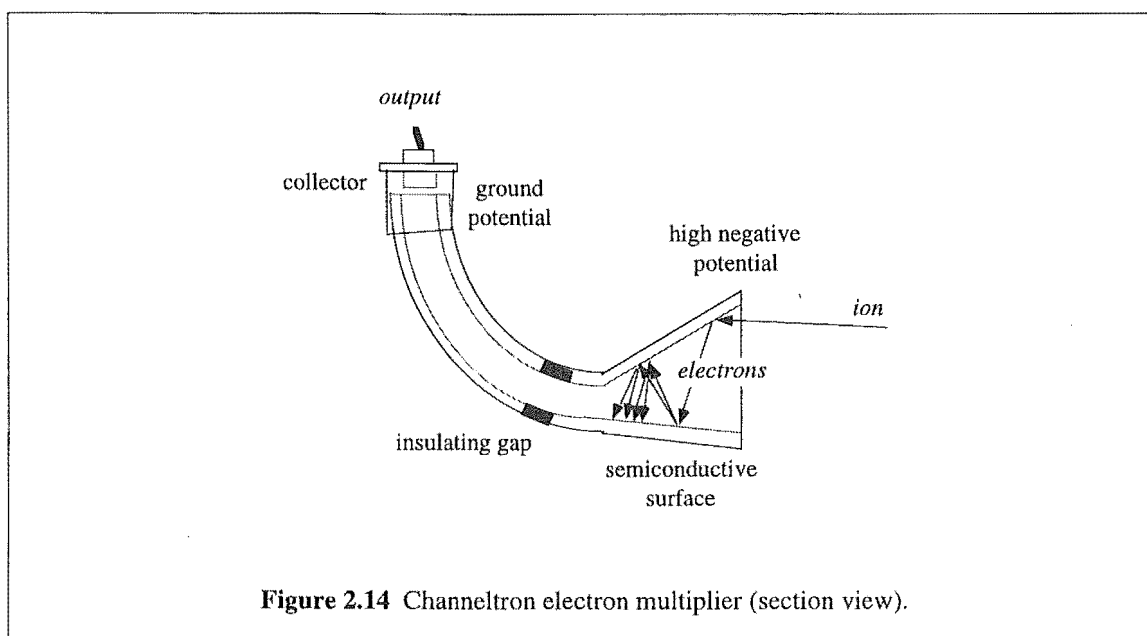 output
collector
ground
potential
high negative
potential
ion
electrons
insulating gap
semiconductive
surface
Figure 2.14 Channeltron electron multiplier (section view).